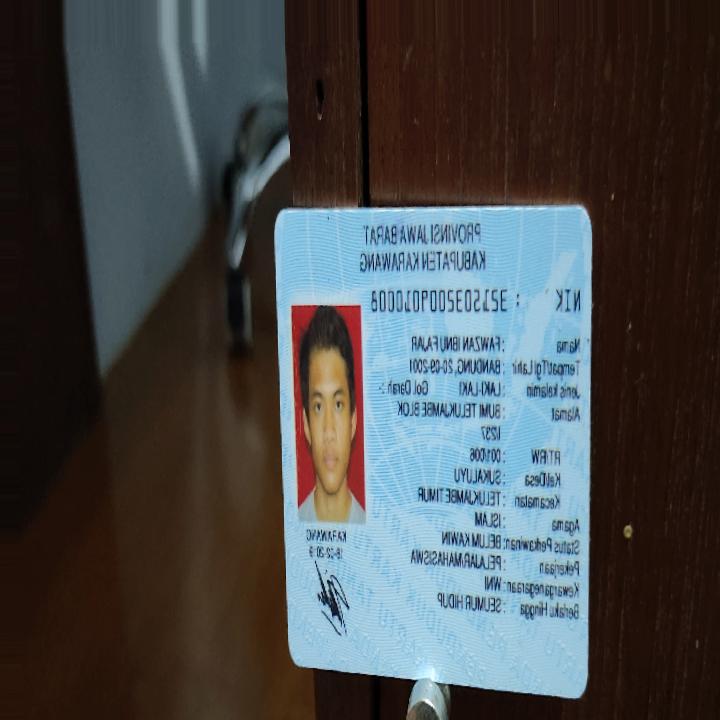 PROVINSI JAWA BARAT
KABUPATEN KARAWANG
NIK : 3215032009010008
Nama : FAWZAN IBNU FAJAR
Tempat/Tgl Lahir : BANDUNG, 20-09-2001
Jenis kelamin : LAKI-LAKI Gol Darah : -
Alamat : BUMI TELUKJAMBE BLOK
I/237
RT/RW : 001/006
Kel/Desa : SUKALUYU
Kecamatan : TELUKJAMBE TIMUR
Agama : ISLAM
Status Perkawinan: BELUM KAWIN
Pekerjaan : PELAJAR/MAHASISWA
Kewarganegaraan: WNI
Berlaku Hingga : SEUMUR HIDUP
KARAWANG